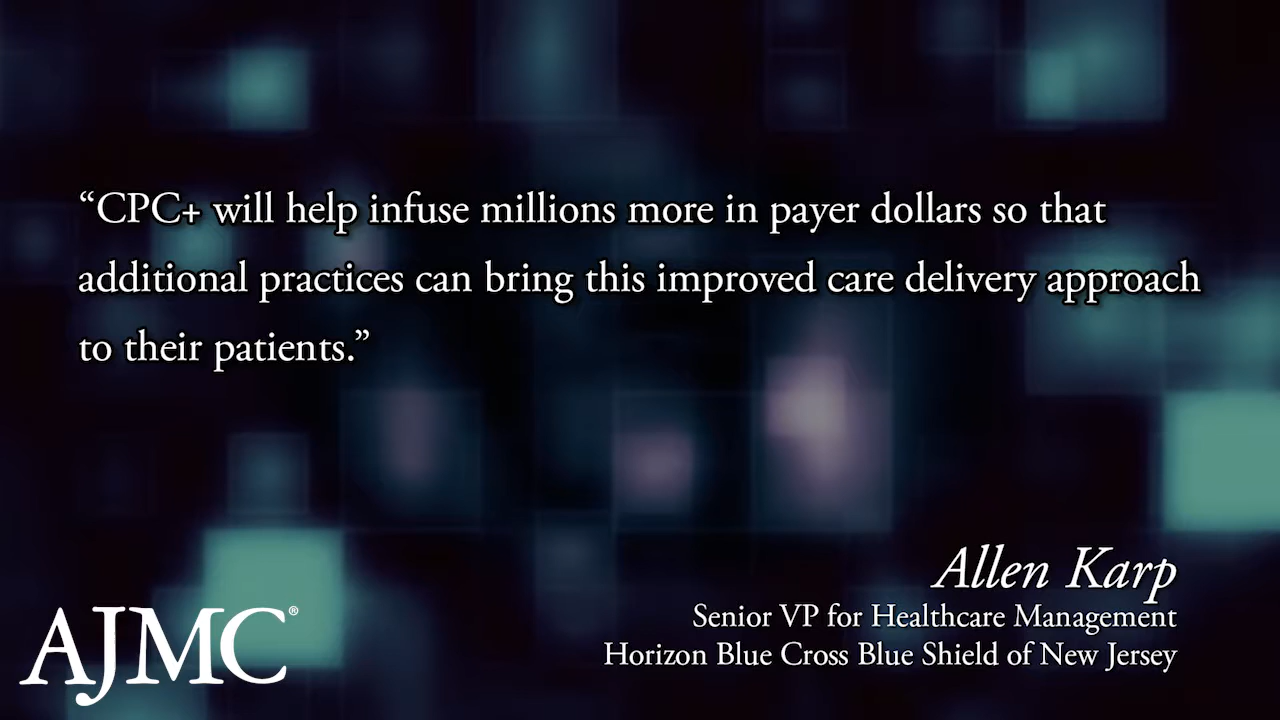 “CPC+ will help infuse millions more in payer dollars so that
additional practices can bring this improved care delivery approach
to their patients.”
Allen Karp
Senior VP for Healthcare Management
Horizon Blue Cross Blue Shield of New Jersey
AJMC®